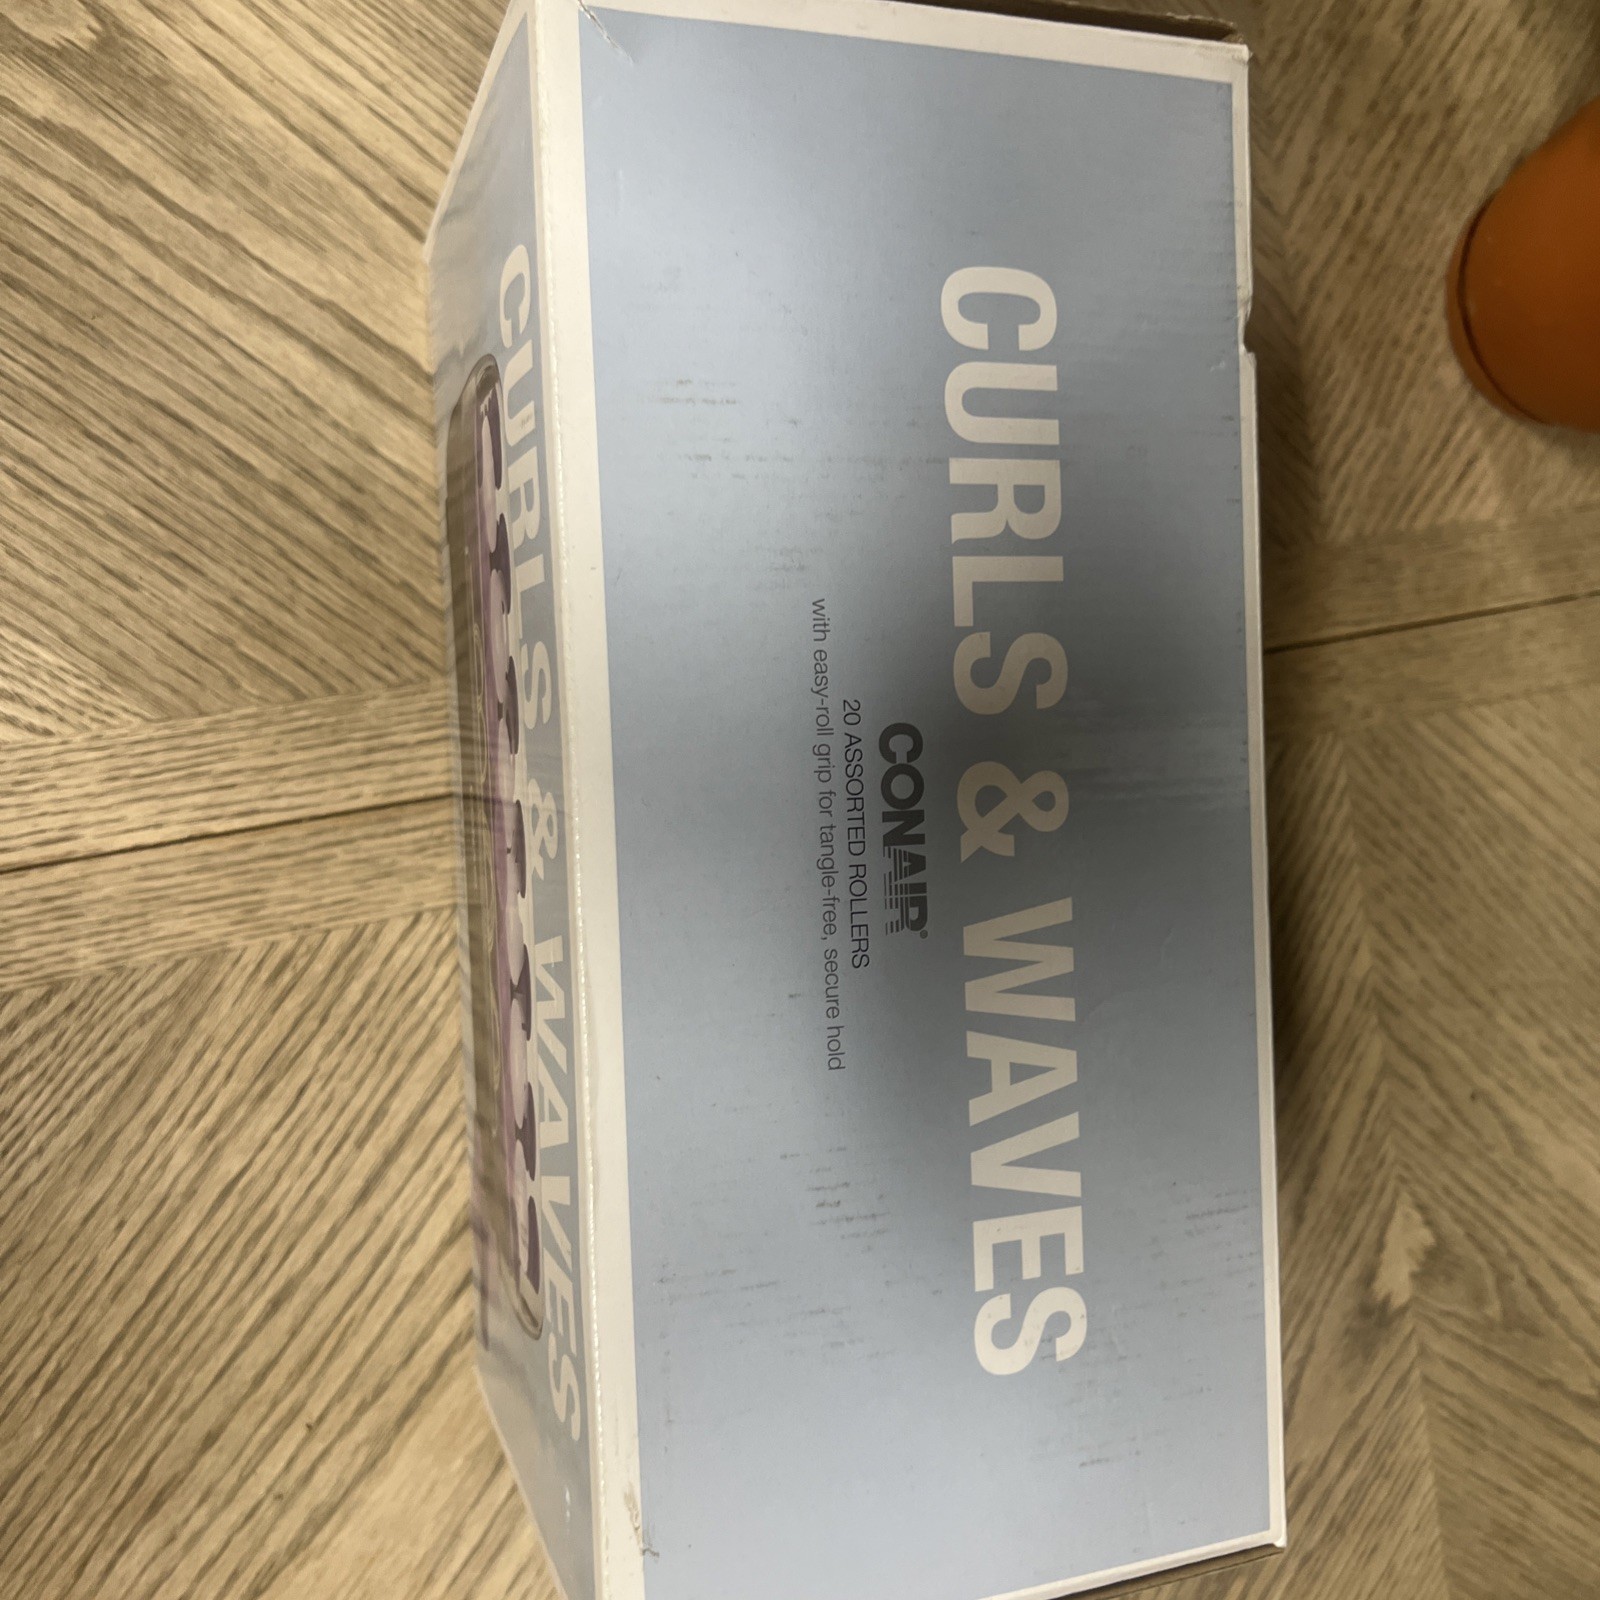 CURLS & WAVES
CONAIR®
20 ASSORTED ROLLERS
with easy-roll grip for tangle-free, secure hold
CURLS & WAVES